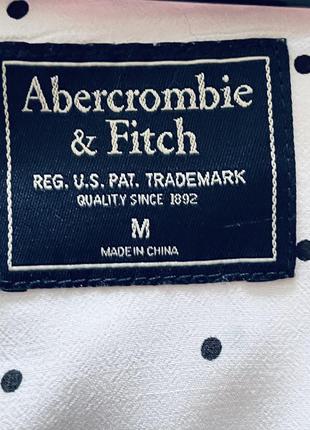 Abercrombie
& Fitch
REG. U.S. PAT. TRADEMARK
QUALITY SINCE 1892
M
MADE IN CHINA